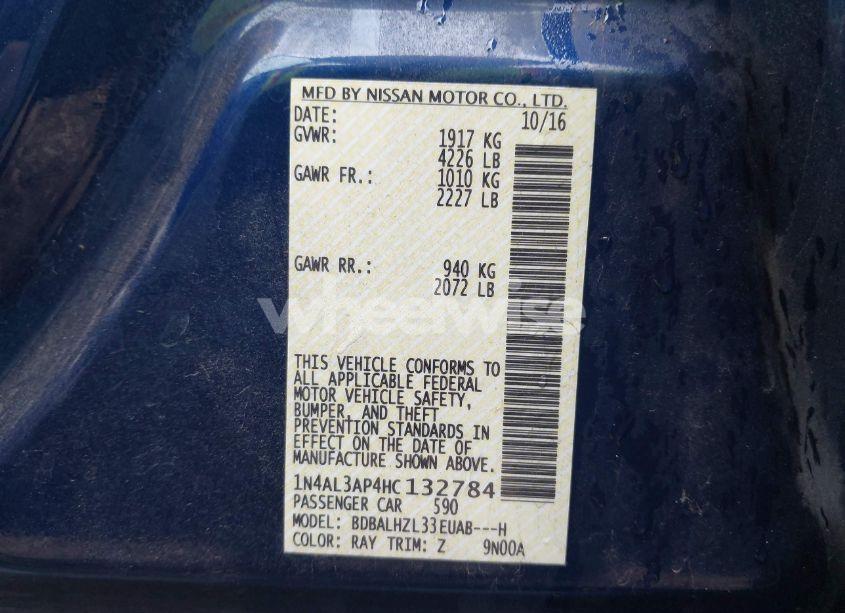 MFD BY NISSAN MOTOR CO., LTD.
DATE: 10/16
GVWR: 1917 KG
4226 LB
GAWR FR.: 1010 KG
2227 LB
GAWR RR.: 940 KG
2072 LB
wheelwise
THIS VEHICLE CONFORMS TO
ALL APPLICABLE FEDERAL
MOTOR VEHICLE SAFETY,
BUMPER, AND THEFT
PREVENTION STANDARDS IN
EFFECT ON THE DATE OF
MANUFACTURE SHOWN ABOVE.
1N4AL3AP4HC132784
PASSENGER CAR 590
MODEL: BDBALHZL33EUAB---H
COLOR: RAY TRIM: Z 9N00A